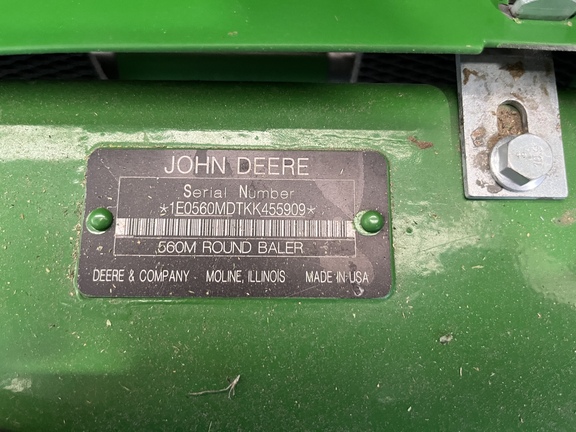 JOHN DEERE
Serial Number
*1E0560MDTKK455909*
560M ROUND BALER
DEERE & COMPANY - MOLINE, ILLINOIS MADE IN USA